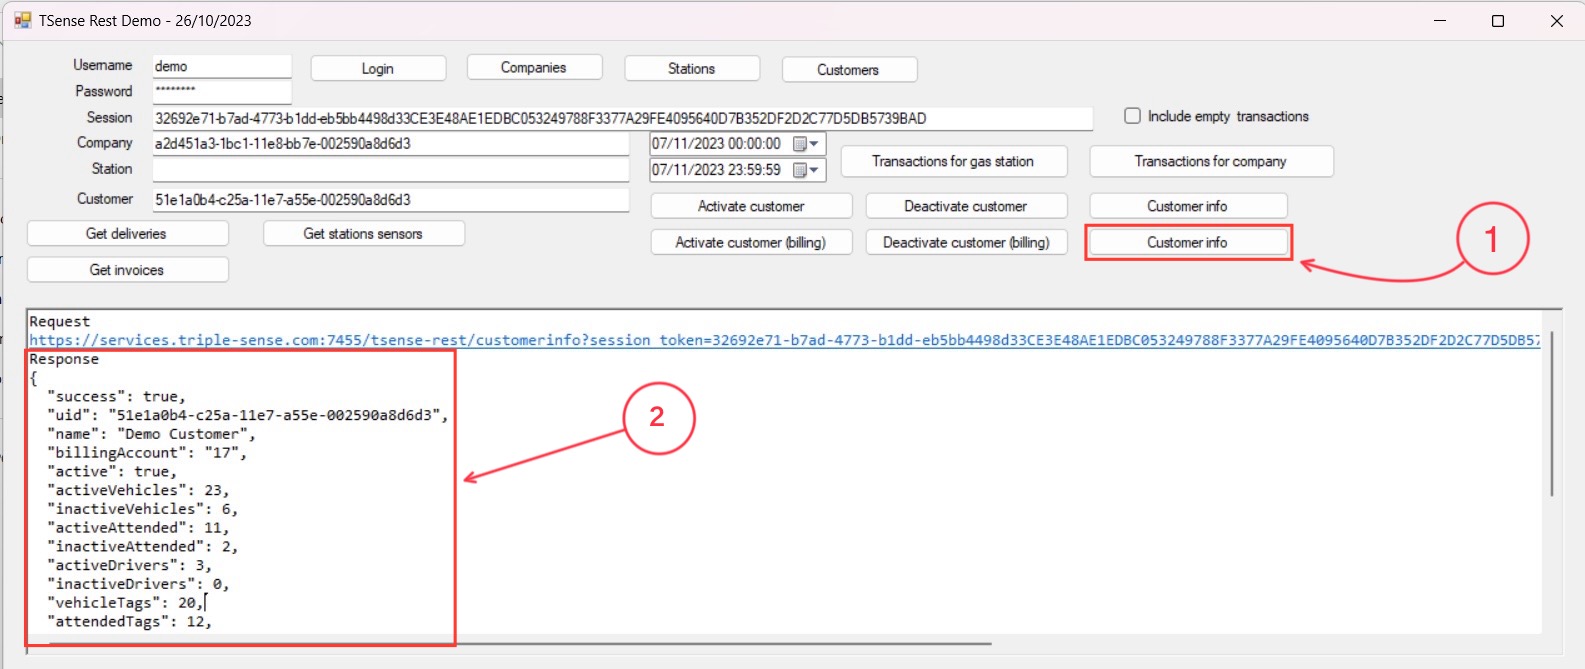 TSense Rest Demo - 26/10/2023
Username demo Login Companies Stations Customers
Password ********
Session 32692e71-b7ad-4773-b1dd-eb5bb4498d33CE3E48AE1EDBC053249788F3377A29FE4095640D7B352DF2D2C77D5DB5739BAD Include empty transactions
Company a2d451a3-1bc1-11e8-bb7e-002590a8d6d3 07/11/2023 00:00:00
Transactions for gas station Transactions for company
Station 07/11/2023 23:59:59
Customer 51e1a0b4-c25a-11e7-a55e-002590a8d6d3 Activate customer Deactivate customer Customer info
Get deliveries Get stations sensors Activate customer (billing) Deactivate customer (billing) Customer info 1
Get invoices
Request
https://services.triple-sense.com:7455/tsense-rest/customerinfo?session_token=32692e71-b7ad-4773-b1dd-eb5bb4498d33CE3E48AE1EDBC053249788F3377A29FE4095640D7B352DF2D2C77D5DB57
Response
{
"success": true,
"uid": "51e1a0b4-c25a-11e7-a55e-002590a8d6d3",
2
"name": "Demo Customer",
"billingAccount": "17",
"active": true,
"activeVehicles": 23,
"inactiveVehicles": 6,
"activeAttended": 11,
"inactiveAttended": 2,
"activeDrivers": 3,
"inactiveDrivers": 0,
"vehicleTags": 20,
"attendedTags": 12,